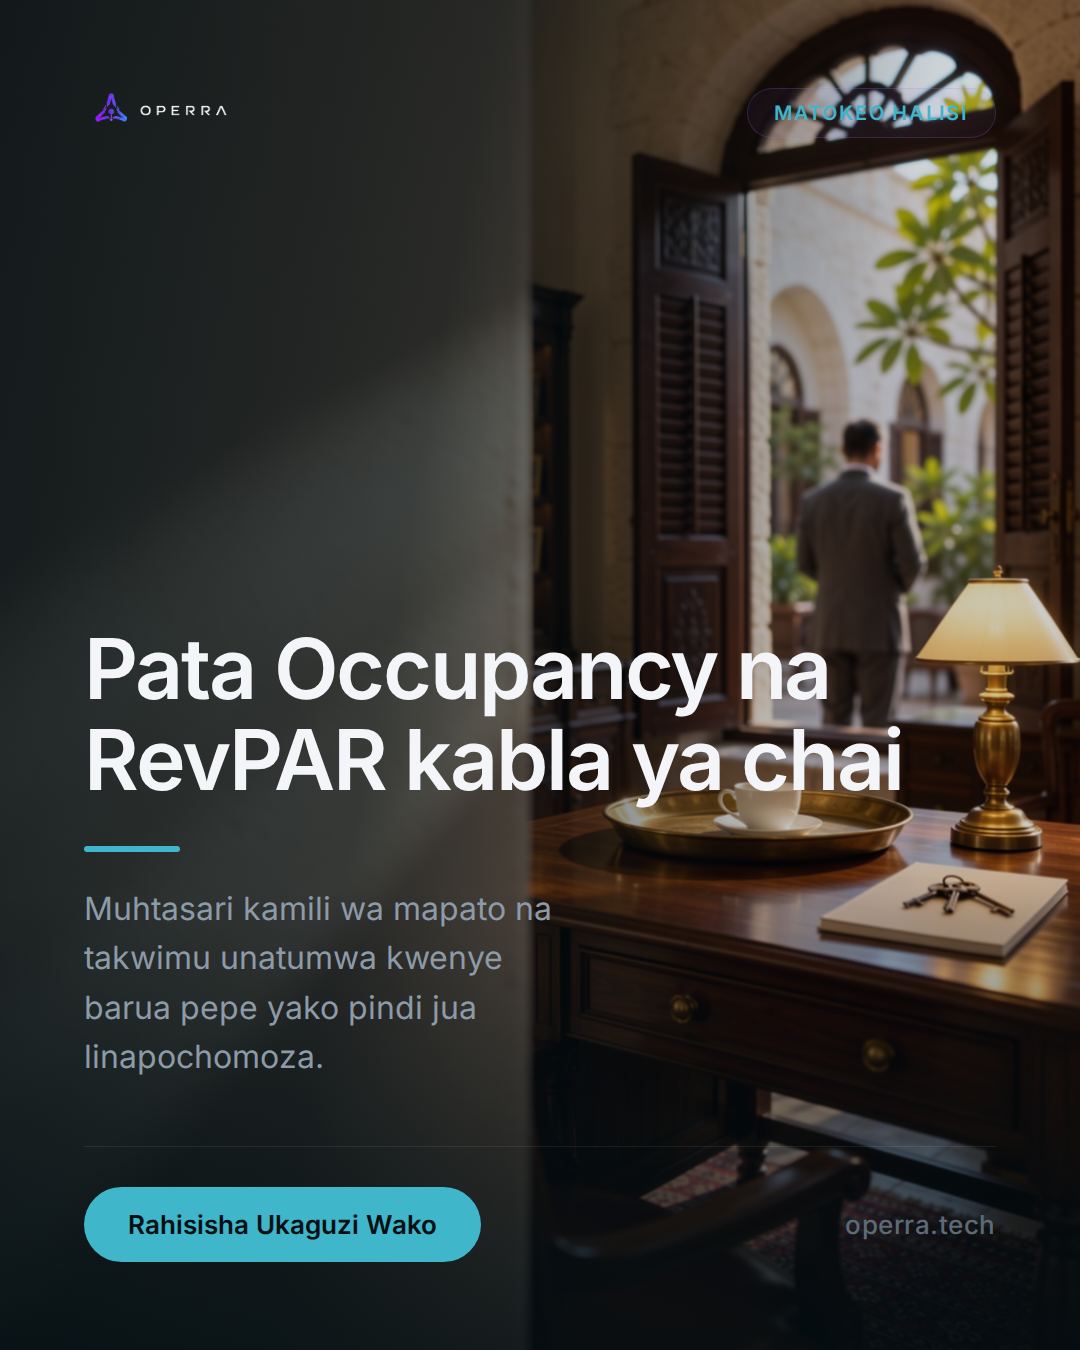 OPERRA
MATOKEO HALISI
Pata Occupancy na
RevPAR kabla ya chai
Muhtasari kamili wa mapato na
takwimu unatumwa kwenye
barua pepe yako pindi jua
linapochomoza.
Rahisisha Ukaguzi Wako
operra.tech